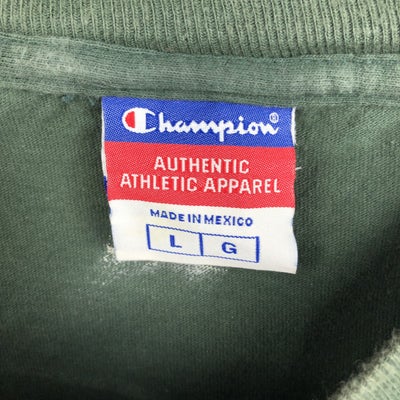 Champion®
AUTHENTIC
ATHLETIC APPAREL
MADE IN MEXICO
L G